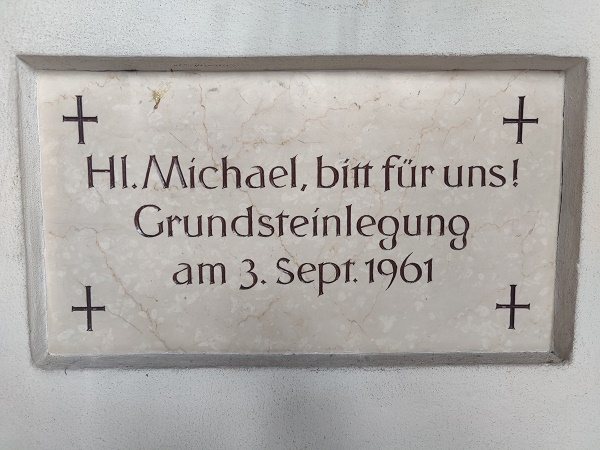 Hl. Michael, bitt für uns!
Grundsteinlegung
am 3. Sept. 1961